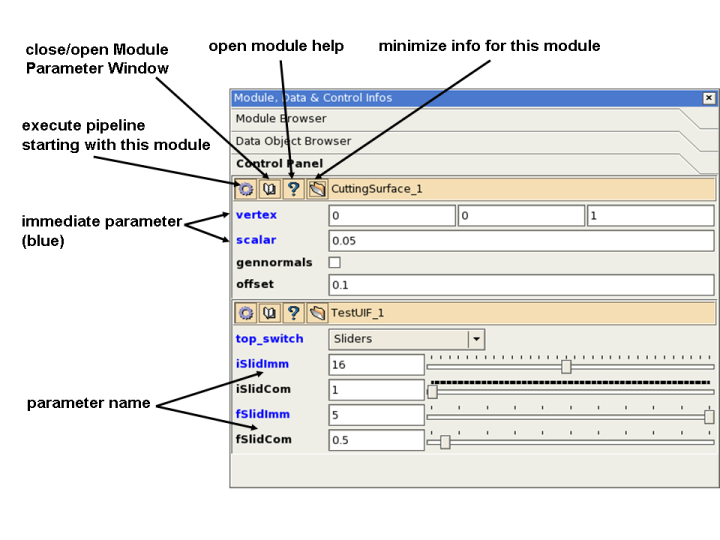 close/open Module
Parameter Window
open module help
minimize info for this module
execute pipeline
starting with this module
immediate parameter
(blue)
parameter name
Module, Data & Control Infos
Module Browser
Data Object Browser
Control Panel
CuttingSurface_1
vertex 0 0 1
scalar 0.05
gennormals
offset 0.1
TestUIF_1
top_switch Sliders
iSlidImm 16
iSlidCom 1
fSlidImm 5
fSlidCom 0.5